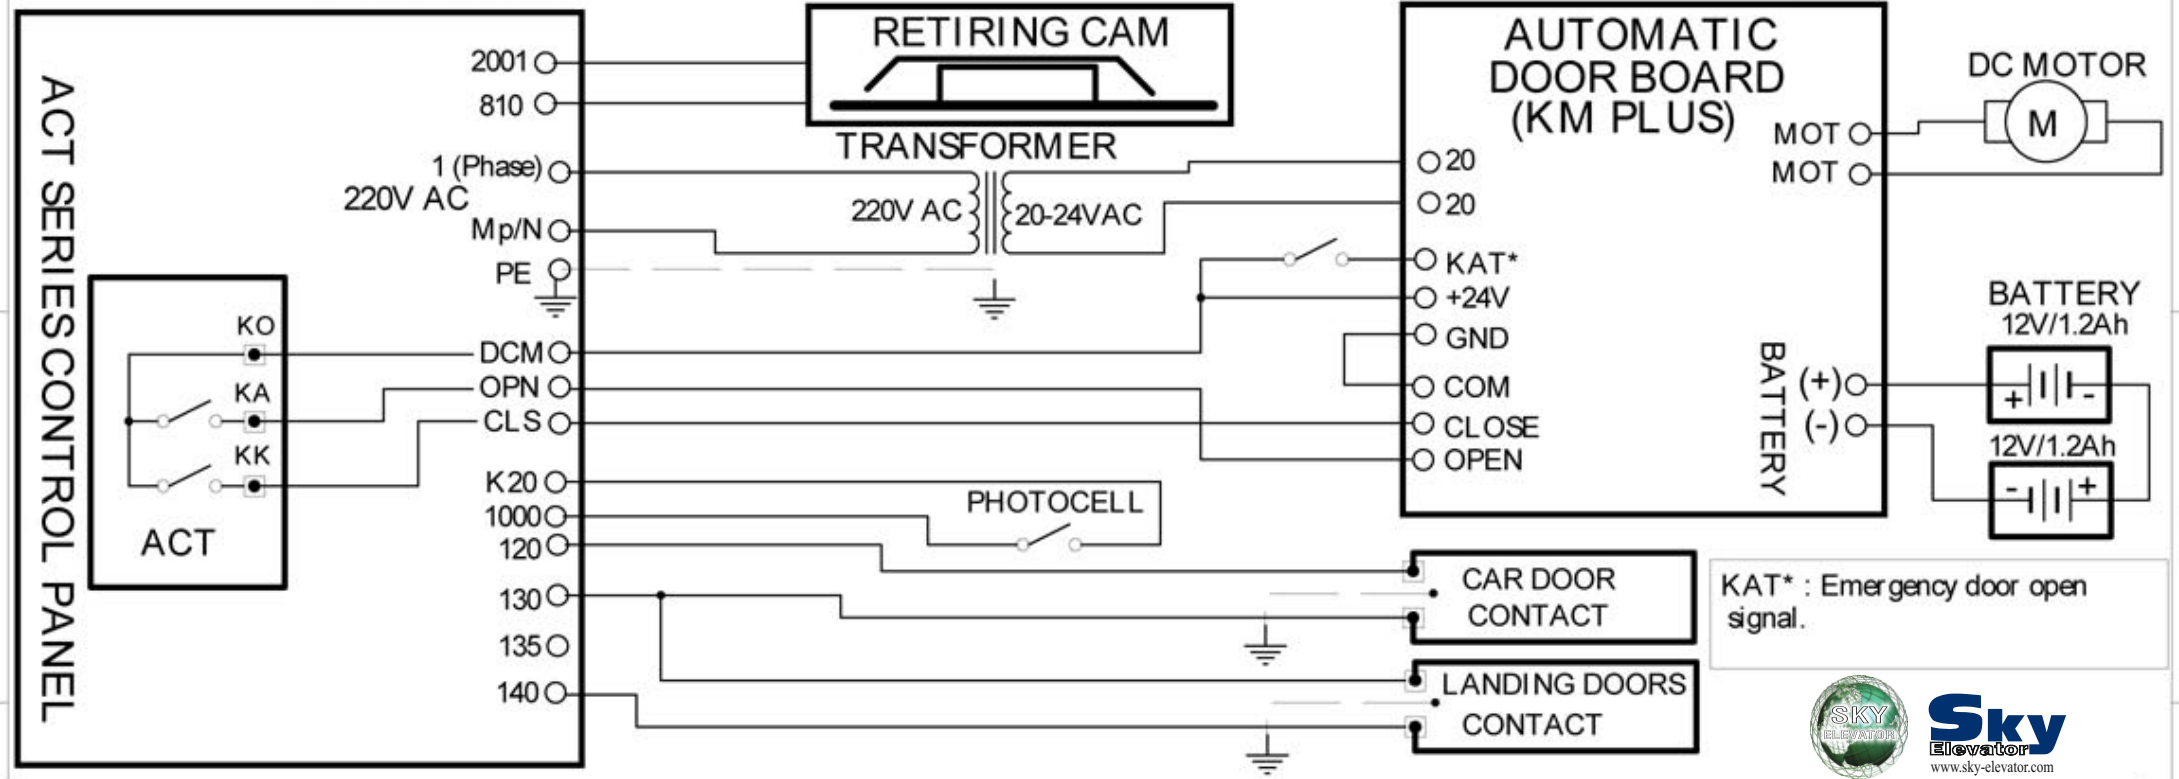 ACT SERIES CONTROL PANEL
2001
810
1 (Phase)
220V AC
Mp/N
PE
KO
KA
KK
ACT
DCM
OPN
CLS
K20
1000
120
130
135
140
RETIRING CAM
TRANSFORMER
220V AC
20-24VAC
PHOTOCELL
AUTOMATIC
DOOR BOARD
(KM PLUS)
20
20
KAT*
+24V
GND
COM
CLOSE
OPEN
MOT
MOT
BATTERY
(+)
(-)
DC MOTOR
M
BATTERY
12V/1.2Ah
+ -
12V/1.2Ah
- +
CAR DOOR
CONTACT
LANDING DOORS
CONTACT
KAT* : Emergency door open
signal.
SKY
ELEVATOR
Sky
Elevator
www.sky-elevator.com